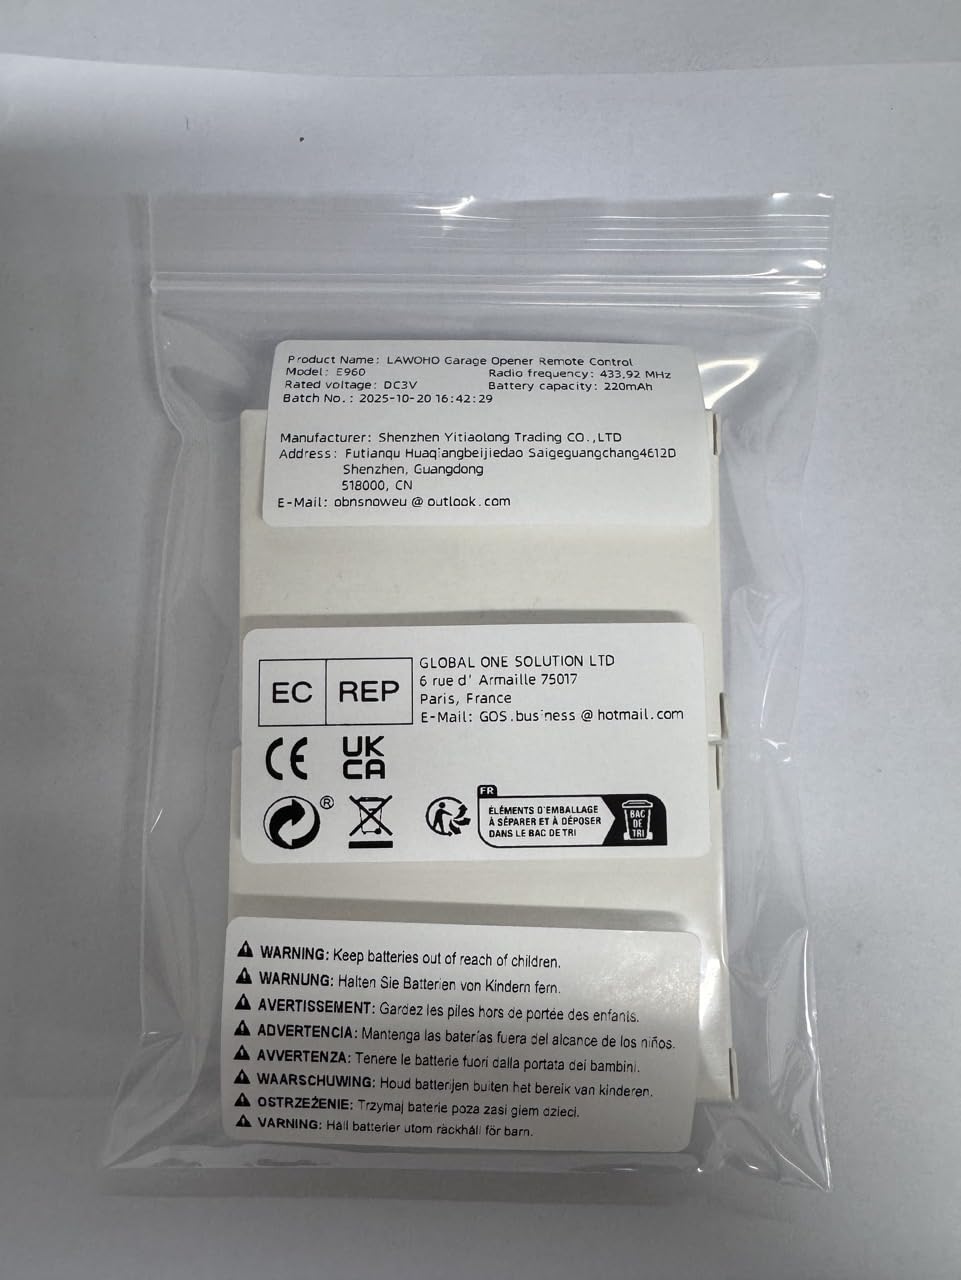 Product Name: LAWOHO Garage Opener Remote Control
Model: E960 Radio frequency: 433.92 MHz
Rated voltage: DC3V Battery capacity: 220mAh
Batch No.: 2025-10-20 16:42:29
Manufacturer: Shenzhen Yitiaolong Trading CO.,LTD
Address: Futianqu Huaqiangbeijiedao Saigeguangchang4612D
Shenzhen, Guangdong
518000, CN
E-Mail: obnsnoweu @ outlook.com
EC REP
GLOBAL ONE SOLUTION LTD
6 rue d' Armaille 75017
Paris, France
E-Mail: GOS.business @ hotmail.com
CE UK
CA
®
FR
ÉLÉMENTS D'EMBALLAGE
À SÉPARER ET À DÉPOSER
DANS LE BAC DE TRI
BAC
DE
TRI
WARNING: Keep batteries out of reach of children.
WARNUNG: Halten Sie Batterien von Kindern fern.
AVERTISSEMENT: Gardez les piles hors de portée des enfants.
ADVERTENCIA: Mantenga las baterías fuera del alcance de los niños.
AVVERTENZA: Tenere le batterie fuori dalla portata dei bambini.
WAARSCHUWING: Houd batterijen buiten het bereik van kinderen.
OSTRZEŻENIE: Trzymaj baterie poza zasięgiem dzieci.
VARNING: Håll batterier utom räckhåll för barn.